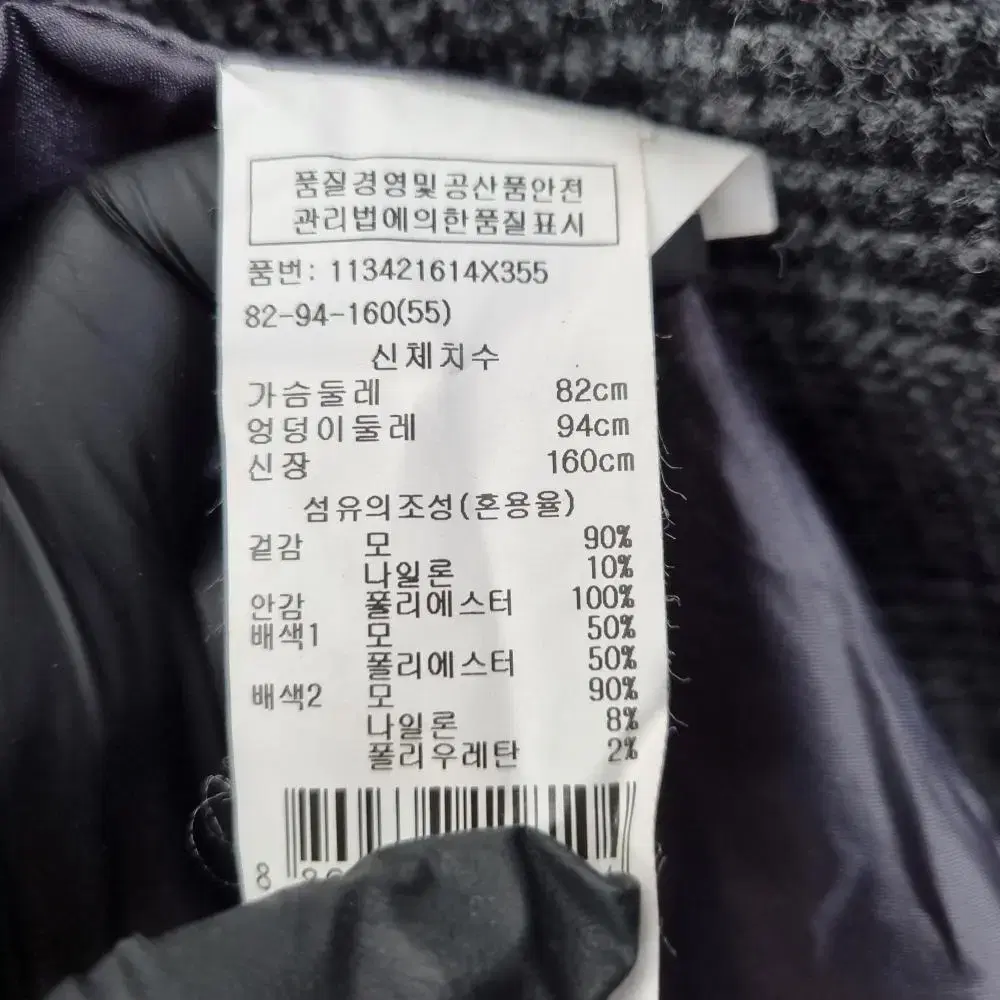 품질경영및공산품안전
관리법에의한품질표시
품번: 113421614X355
82-94-160(55)
신체치수
가슴둘레 82cm
엉덩이둘레 94cm
신장 160cm
섬유의조성(혼용율)
겉감 모 90%
나일론 10%
안감 폴리에스터 100%
배색1 모 50%
폴리에스터 50%
배색2 모 90%
나일론 8%
폴리우레탄 2%
8